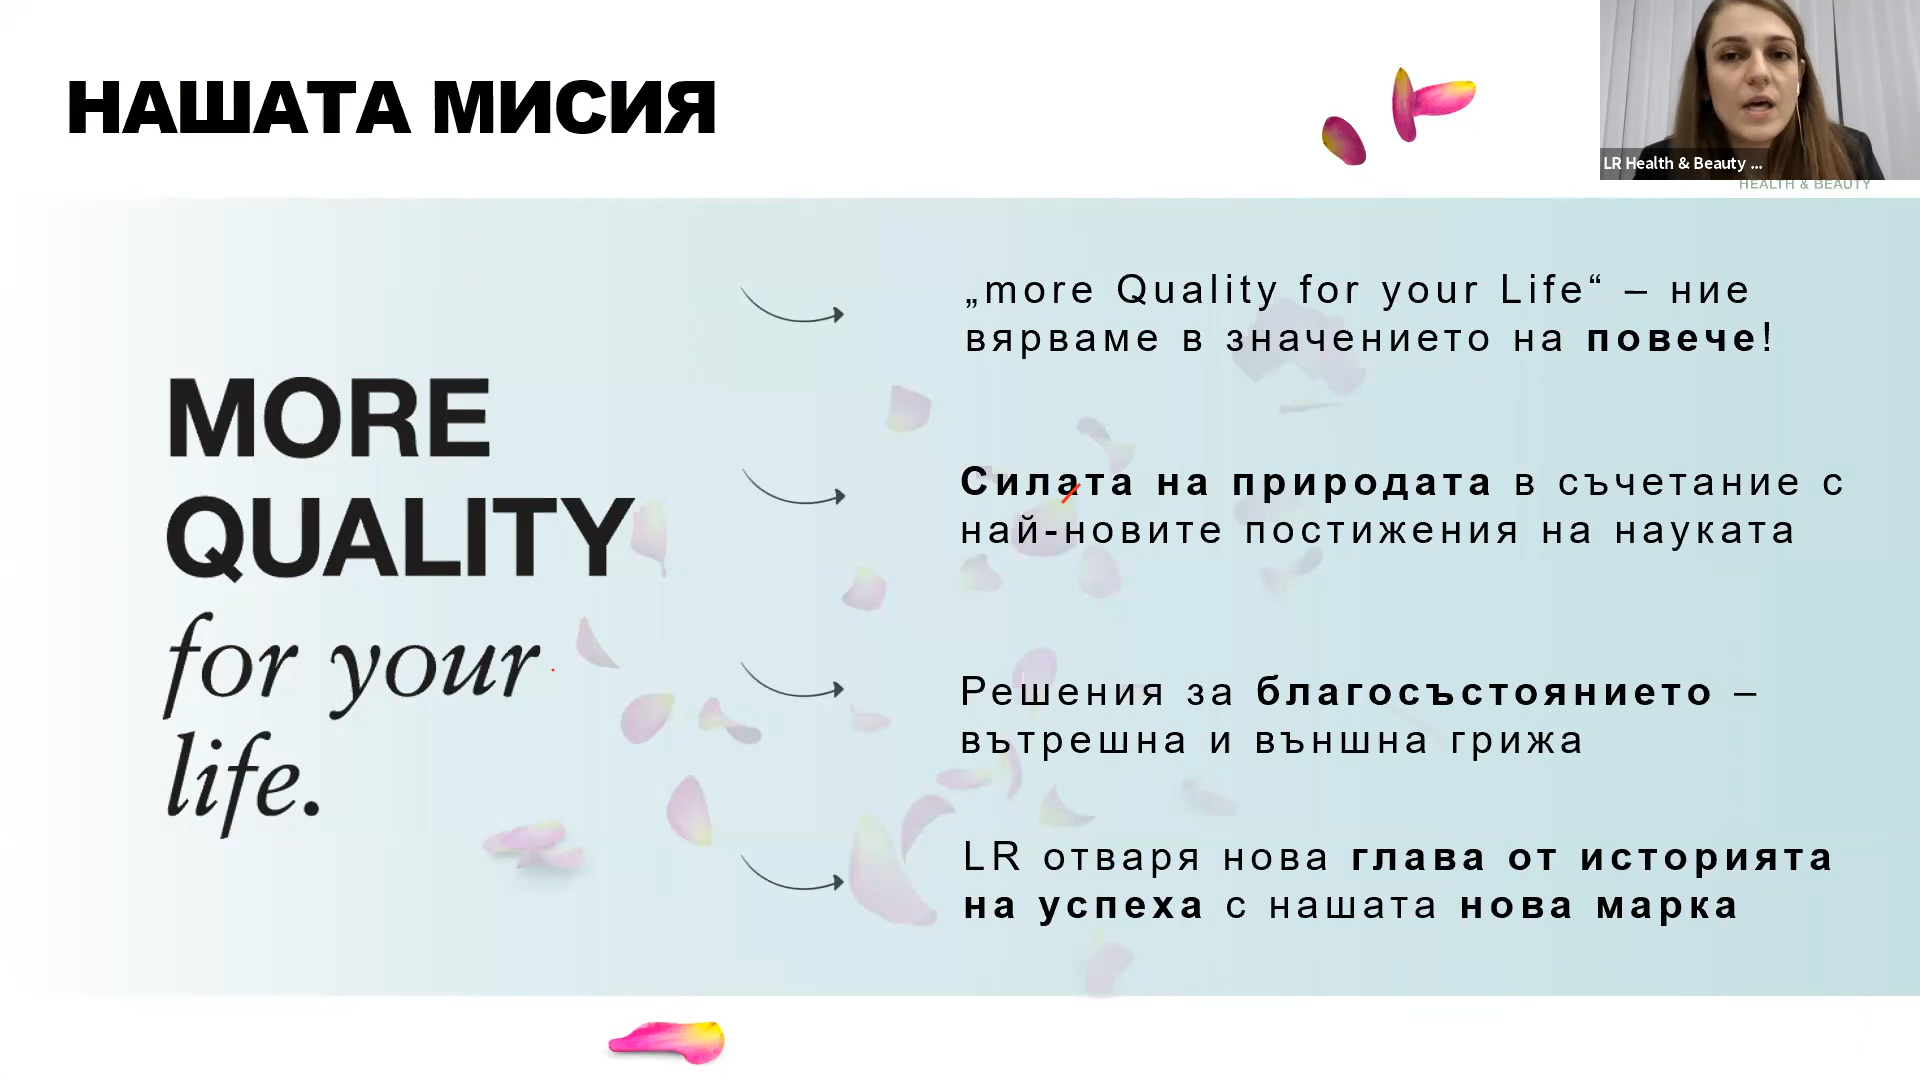 НАШАТА МИСИЯ
LR Health & Beauty ...
HEALTH & BEAUTY
MORE
QUALITY
for your
life.
„more Quality for your Life“ – ние
вярваме в значението на повече!
Силата на природата в съчетание с
най-новите постижения на науката
Решения за благосъстоянието –
вътрешна и външна грижа
LR отваря нова глава от историята
на успеха с нашата нова марка